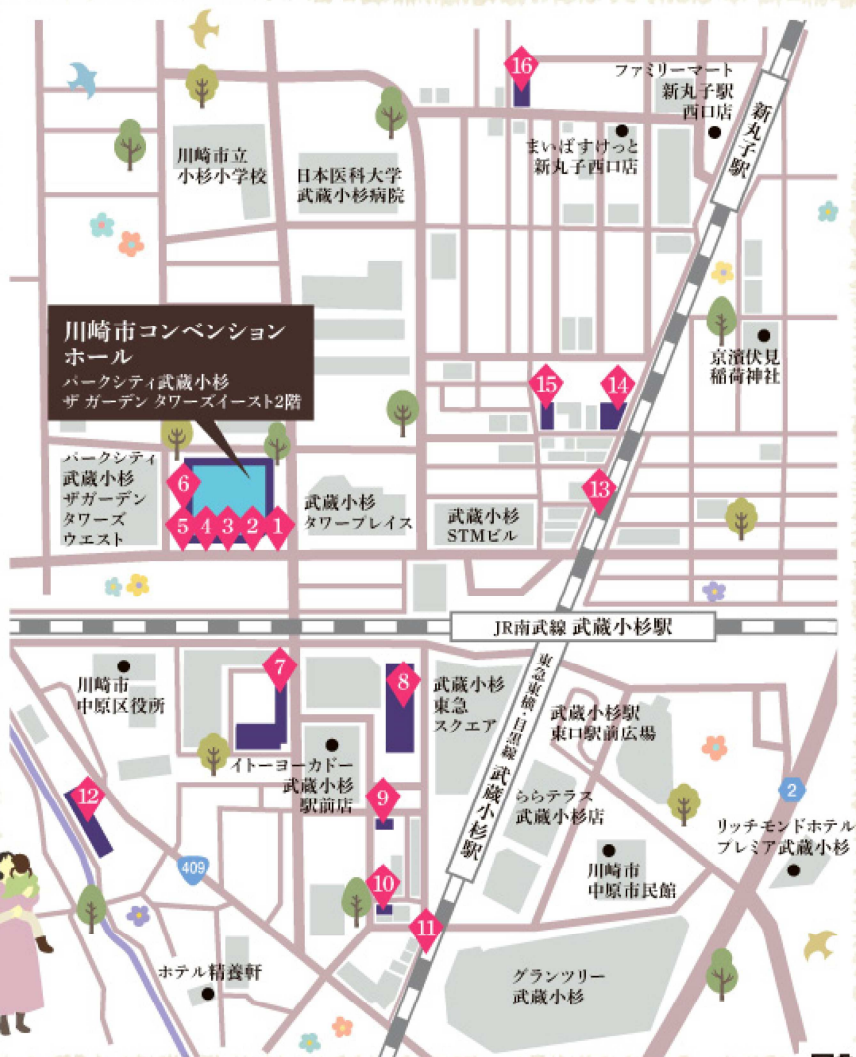 16
ファミリーマート
新丸子駅
西口店
まいばすけっと
新丸子西口店
新丸子駅
川崎市立
小杉小学校
日本医科大学
武蔵小杉病院
川崎市コンベンション
ホール
パークシティ武蔵小杉
ザ ガーデン タワーズイースト2階
京濱伏見
稲荷神社
15
14
13
パークシティ
武蔵小杉
ザガーデン
タワーズ
ウエスト
6
5
4
3
2
1
武蔵小杉
タワープレイス
武蔵小杉
STMビル
JR南武線 武蔵小杉駅
川崎市
中原区役所
7
8
武蔵小杉
東急
スクエア
東急東横・目黒線 武蔵小杉駅
武蔵小杉駅
東口駅前広場
イトーヨーカドー
武蔵小杉
駅前店
12
9
ららテラス
武蔵小杉店
2
リッチモンドホテル
プレミア武蔵小杉
409
10
川崎市
中原市民館
11
ホテル精養軒
グランツリー
武蔵小杉